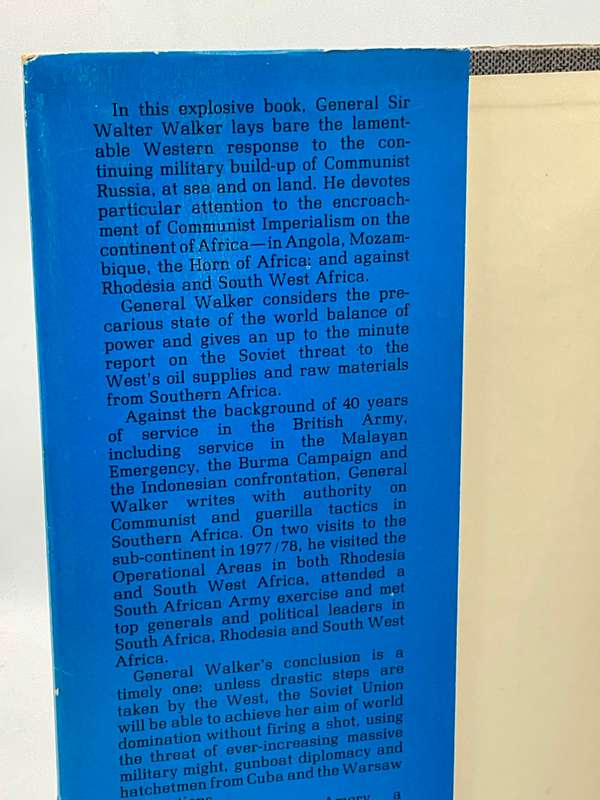 In this explosive book, General Sir
Walter Walker lays bare the lament-
able Western response to the con-
tinuing military build-up of Communist
Russia, at sea and on land. He devotes
particular attention to the encroach-
ment of Communist Imperialism on the
continent of Africa—in Angola, Mozam-
bique, the Horn of Africa; and against
Rhodesia and South West Africa.
General Walker considers the pre-
carious state of the world balance of
power and gives an up to the minute
report on the Soviet threat to the
West's oil supplies and raw materials
from Southern Africa.
Against the background of 40 years
of service in the British Army,
including service in the Malayan
Emergency, the Burma Campaign and
the Indonesian confrontation, General
Walker writes with authority on
Communist and guerilla tactics in
Southern Africa. On two visits to the
sub-continent in 1977/78, he visited the
Operational Areas in both Rhodesia
and South West Africa, attended a
South African Army exercise and met
top generals and political leaders in
South Africa, Rhodesia and South West
Africa.
General Walker's conclusion is a
timely one: unless drastic steps are
taken by the West, the Soviet Union
will be able to achieve her aim of world
domination without firing a shot, using
the threat of ever-increasing massive
military might, gunboat diplomacy and
hatchetmen from Cuba and the Warsaw
a